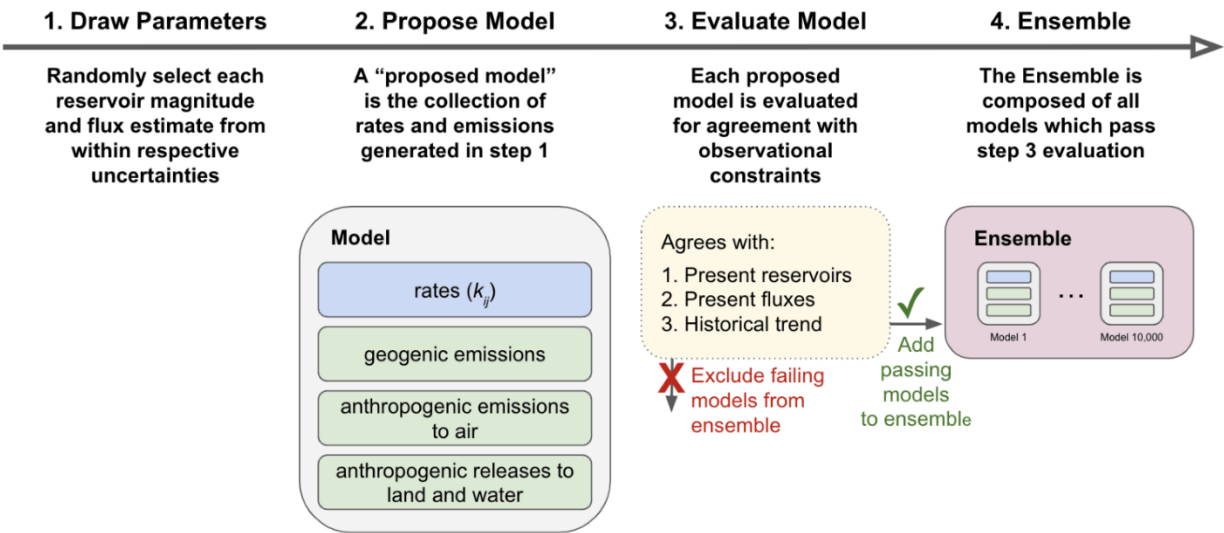 1. Draw Parameters
2. Propose Model
3. Evaluate Model
4. Ensemble
Randomly select each
reservoir magnitude
and flux estimate from
within respective
uncertainties
A “proposed model”
is the collection of
rates and emissions
generated in step 1
Each proposed
model is evaluated
for agreement with
observational
constraints
The Ensemble is
composed of all
models which pass
step 3 evaluation
Model
rates (kij)
geogenic emissions
anthropogenic emissions
to air
anthropogenic releases to
land and water
Agrees with:
1. Present reservoirs
2. Present fluxes
3. Historical trend
Exclude failing
models from
ensemble
Add
passing
models
to ensemble
Ensemble
...
Model 1
Model 10,000